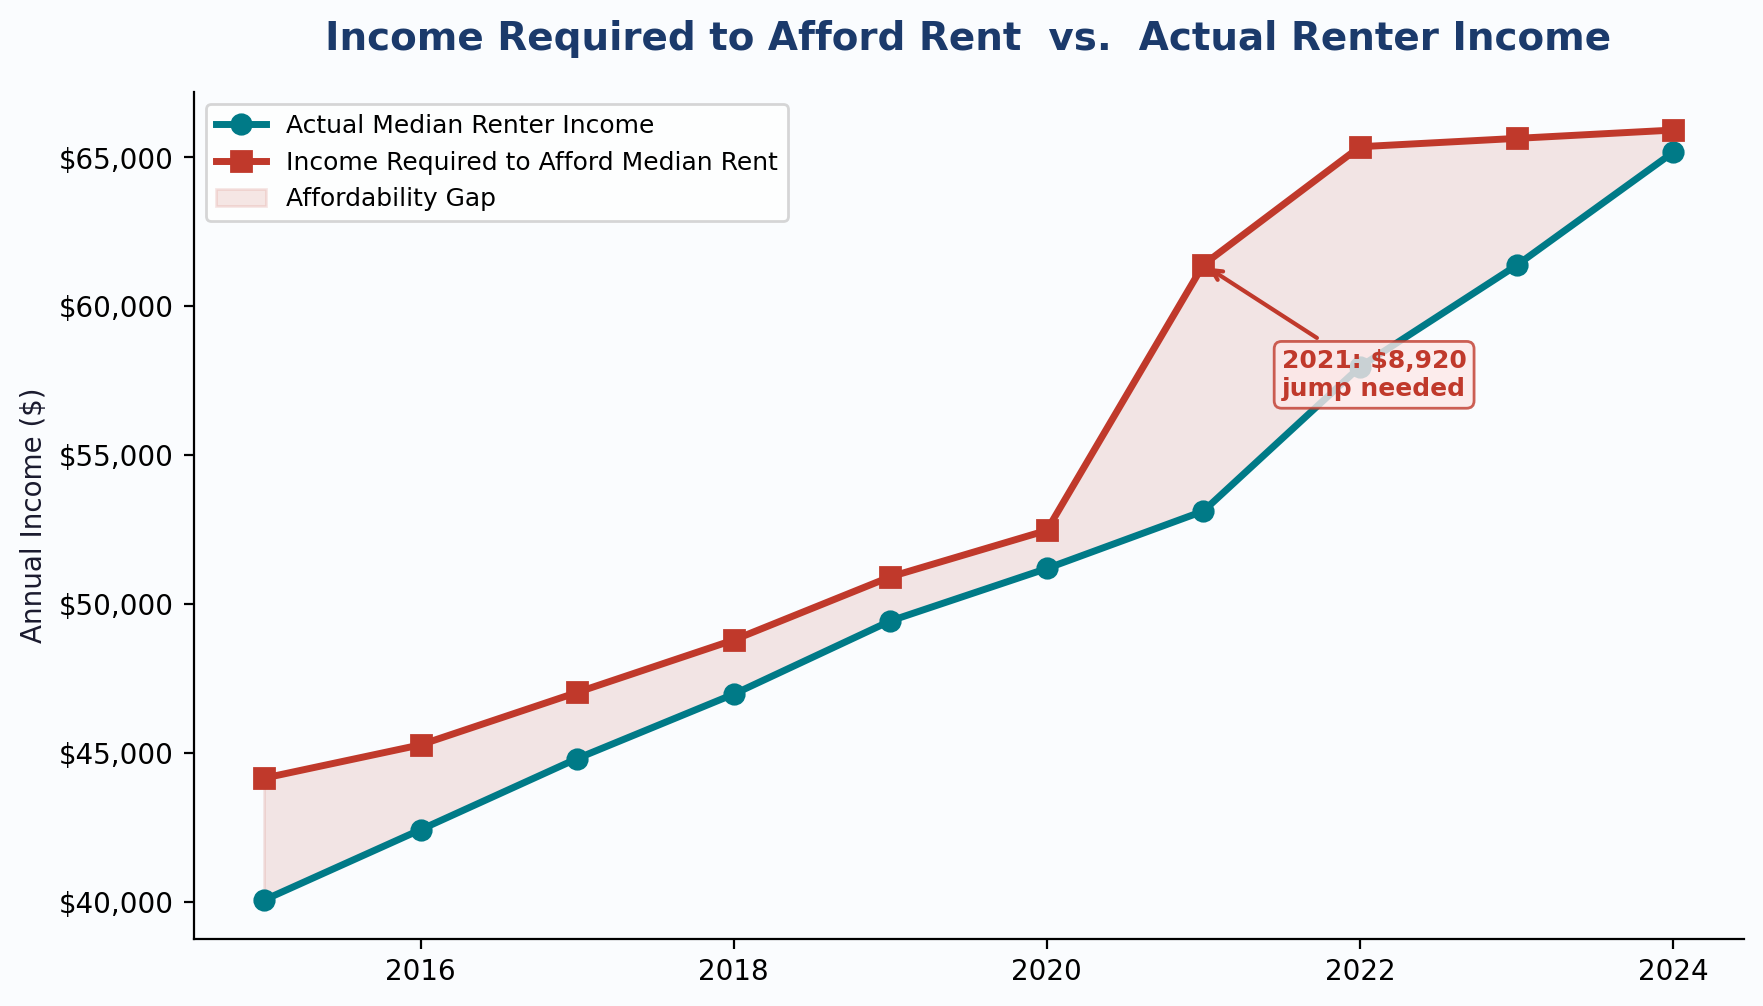 Income Required to Afford Rent  vs.  Actual Renter Income
Actual Median Renter Income
Income Required to Afford Median Rent
Affordability Gap
$65,000
$60,000
$55,000
$50,000
$45,000
$40,000
Annual Income ($)
2021: $8,920
jump needed
2016
2018
2020
2022
2024